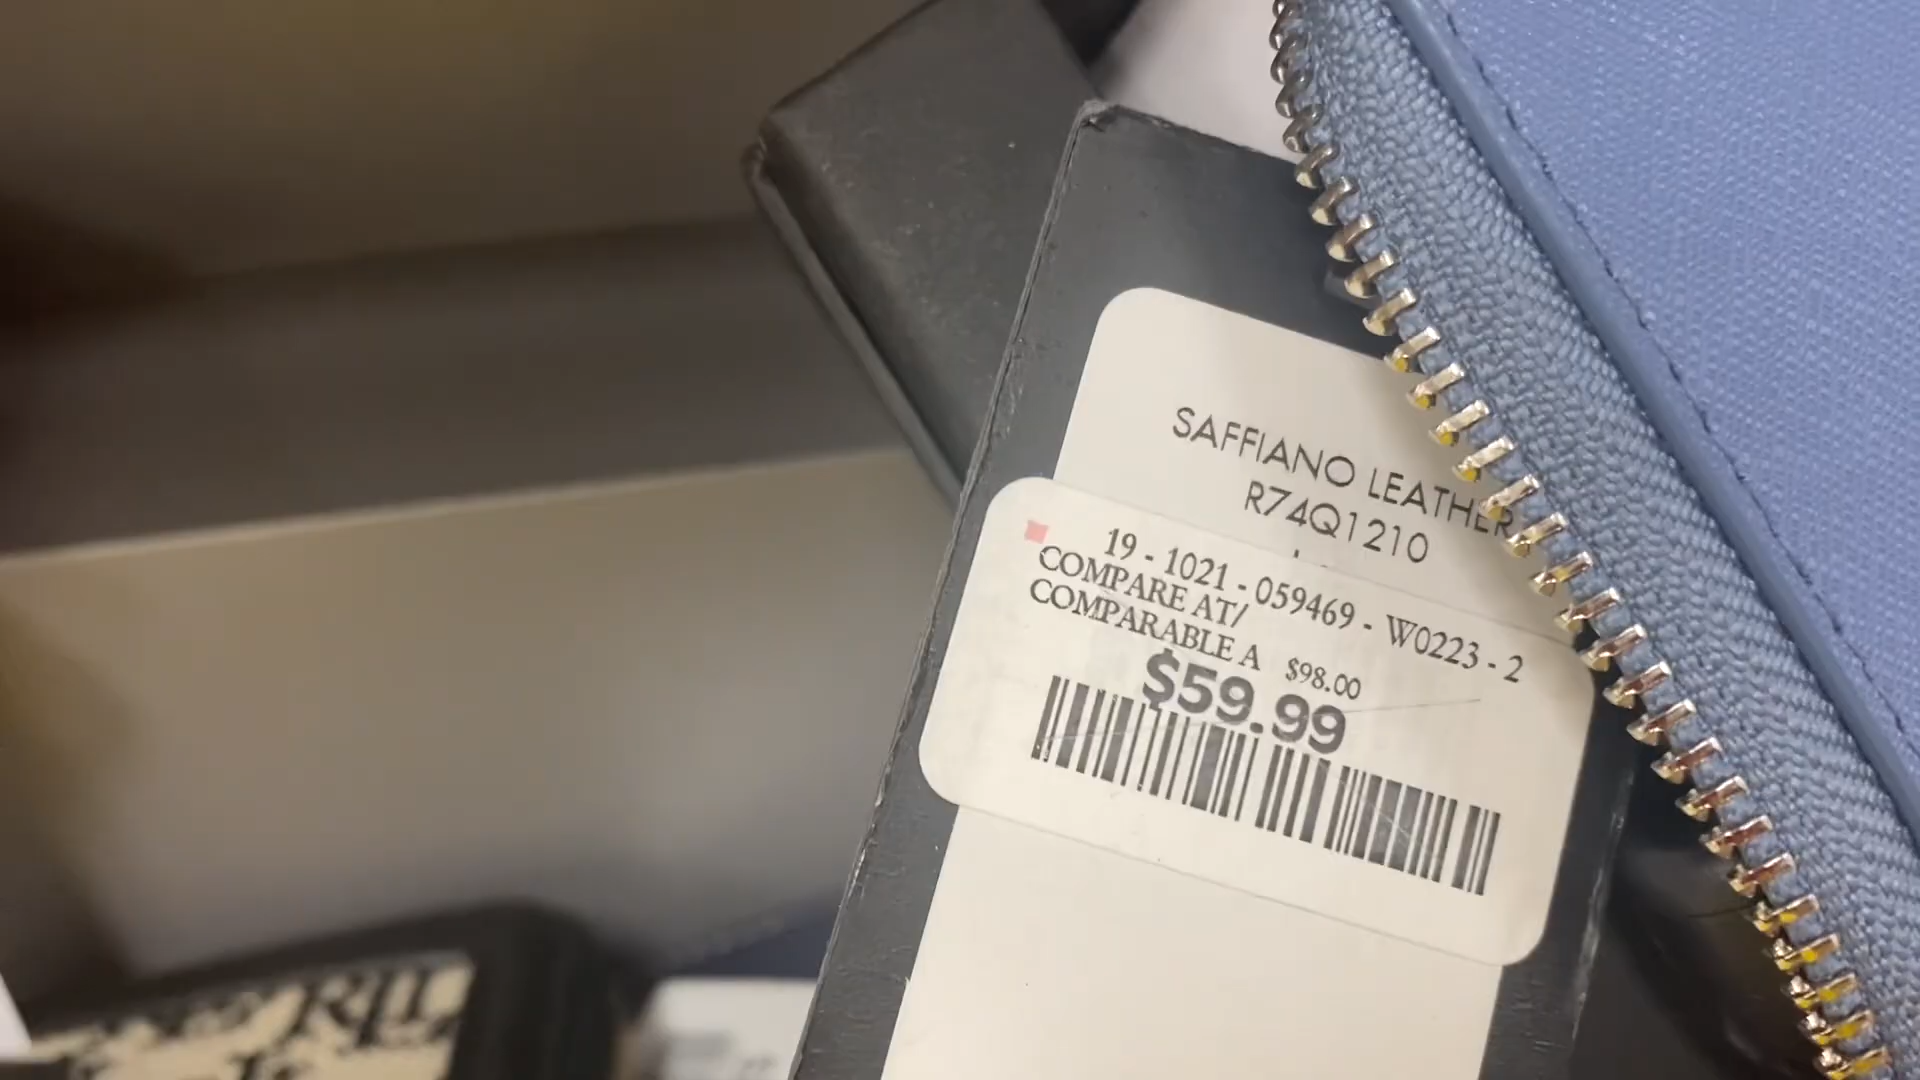 SAFFIANO LEATHER
R74Q1210
19 - 1021 - 059469 - W0223 - 2
COMPARE AT/
COMPARABLE A $98.00
$59.99